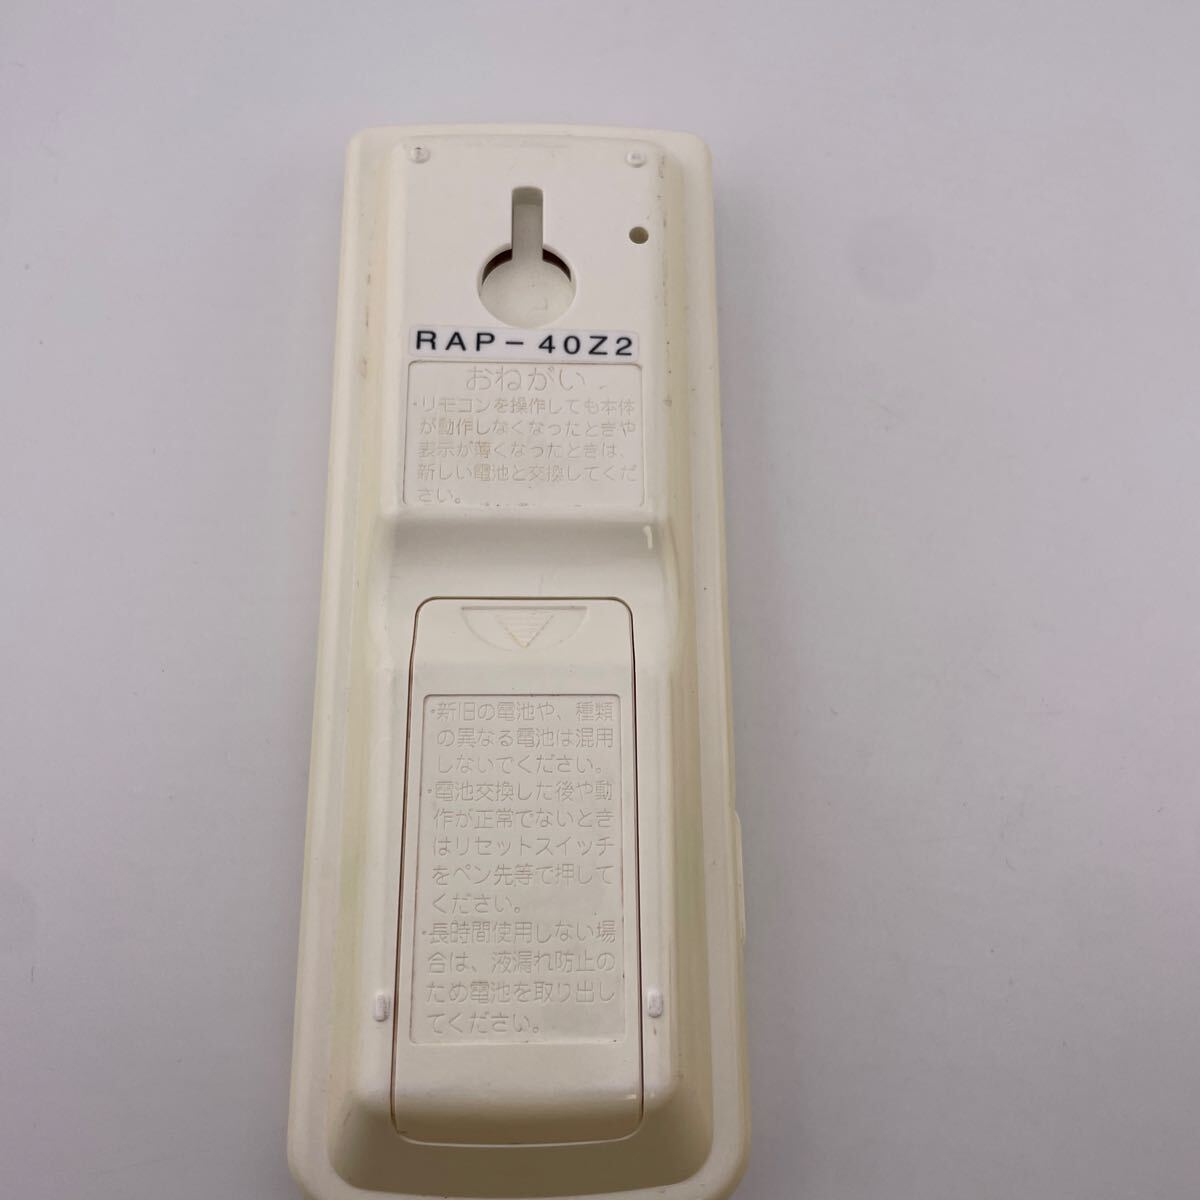 RAP-40Z2
おねがい
・リモコンを操作しても本体
が動作しなくなったときや
表示が薄くなったときは、
新しい電池と交換してくだ
さい。
・新旧の電池や、種類
の異なる電池は混用
しないでください。
・電池交換した後や動
作が正常でないとき
はリセットスイッチ
をペン先等で押して
ください。
・長時間使用しない場
合は、液漏れ防止の
ため電池を取り出し
てください。